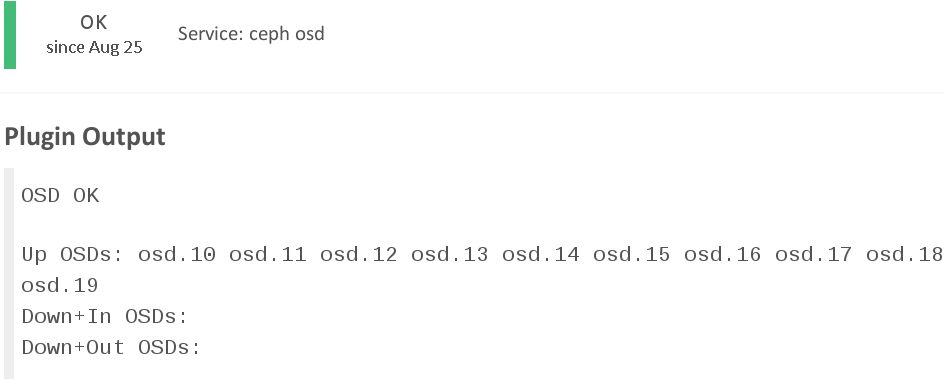 OK
since Aug 25
Service: ceph osd
Plugin Output
OSD OK
Up OSDs: osd.10 osd.11 osd.12 osd.13 osd.14 osd.15 osd.16 osd.17 osd.18
osd.19
Down+In OSDs:
Down+Out OSDs: